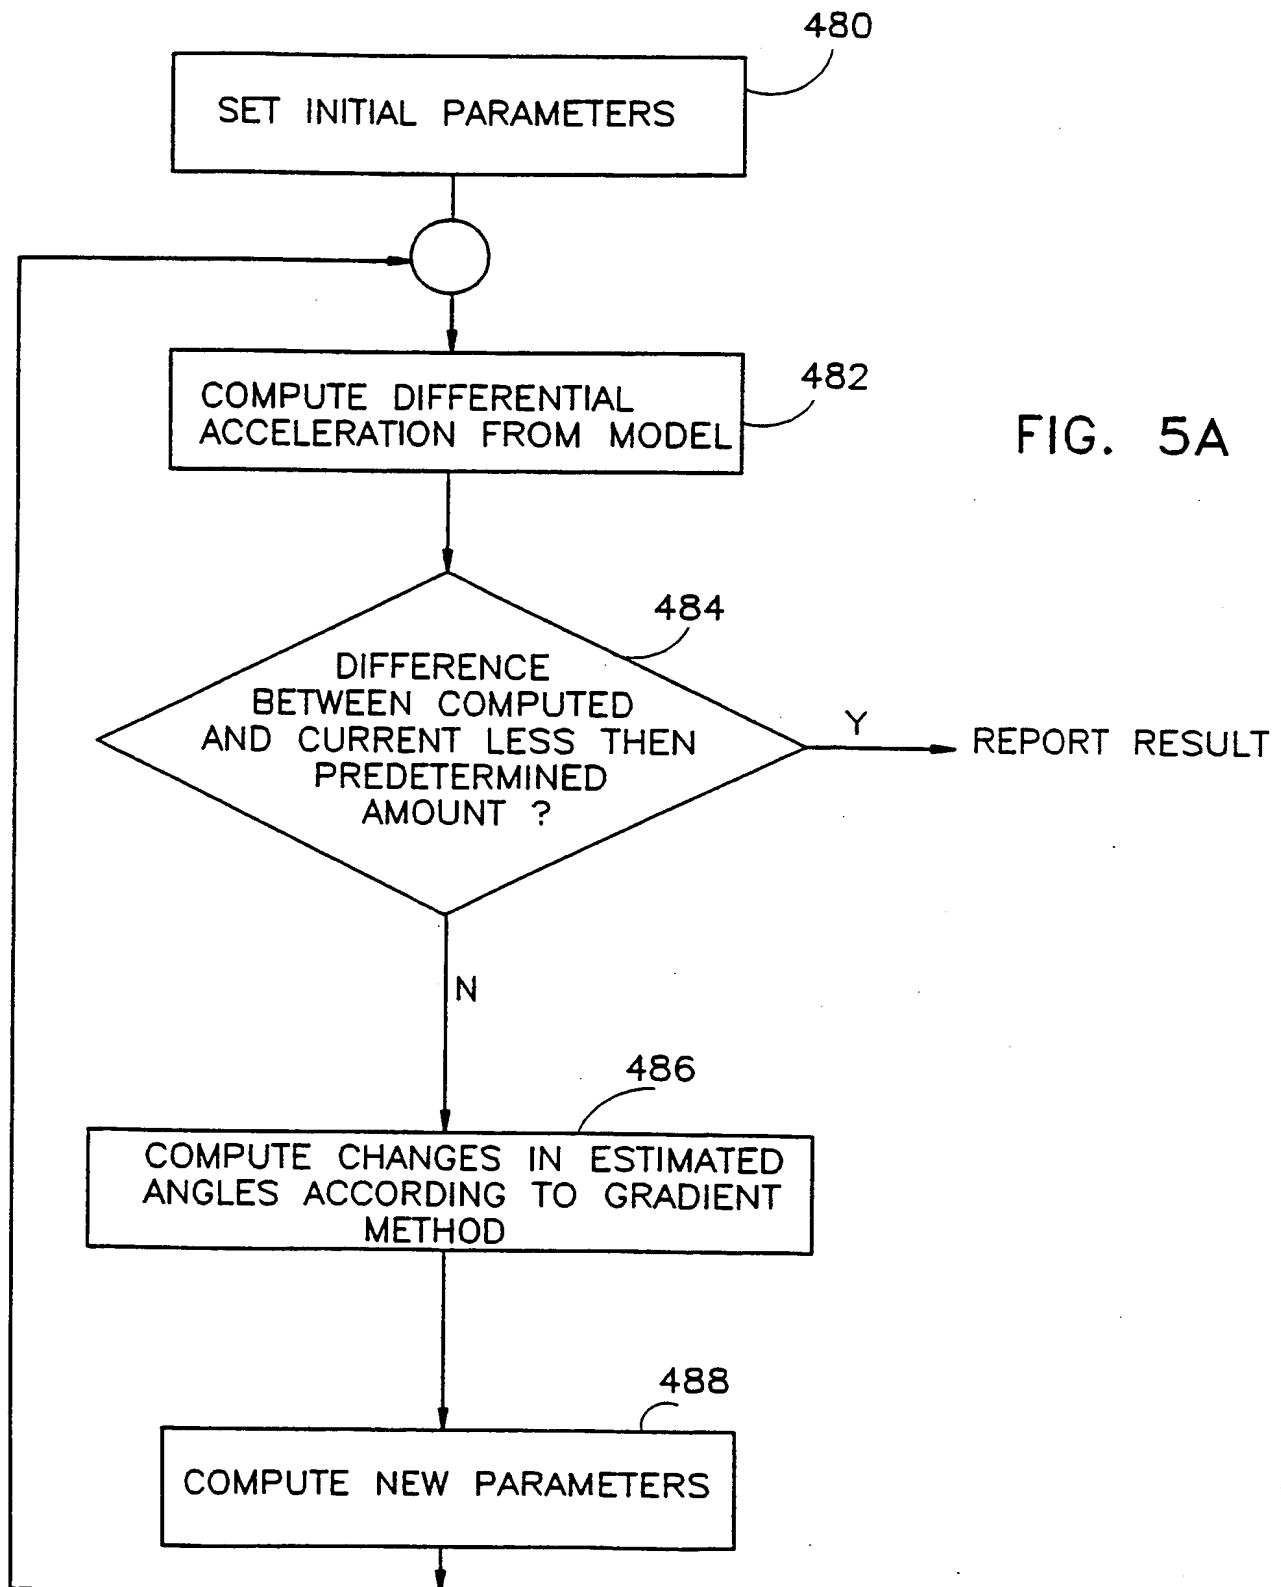 480
SET INITIAL PARAMETERS
482
COMPUTE DIFFERENTIAL
ACCELERATION FROM MODEL
FIG. 5A
484
DIFFERENCE
BETWEEN COMPUTED
AND CURRENT LESS THEN
PREDETERMINED
AMOUNT ?
Y
REPORT RESULT
N
486
COMPUTE CHANGES IN ESTIMATED
ANGLES ACCORDING TO GRADIENT
METHOD
488
COMPUTE NEW PARAMETERS